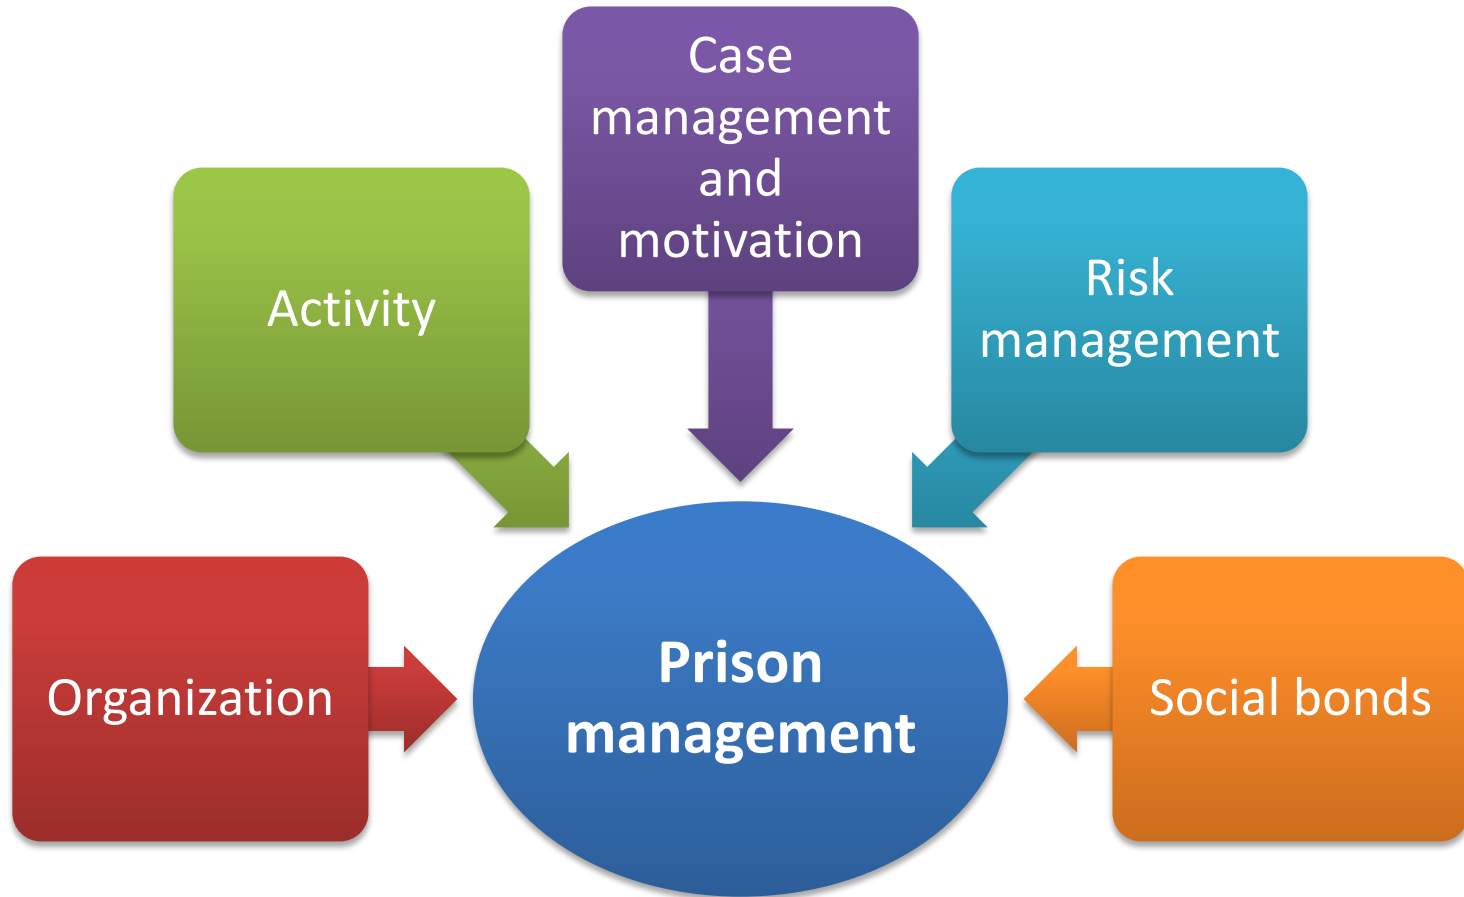 Case
management
and
motivation
Activity
Risk
management
Organization
Prison
management
Social bonds